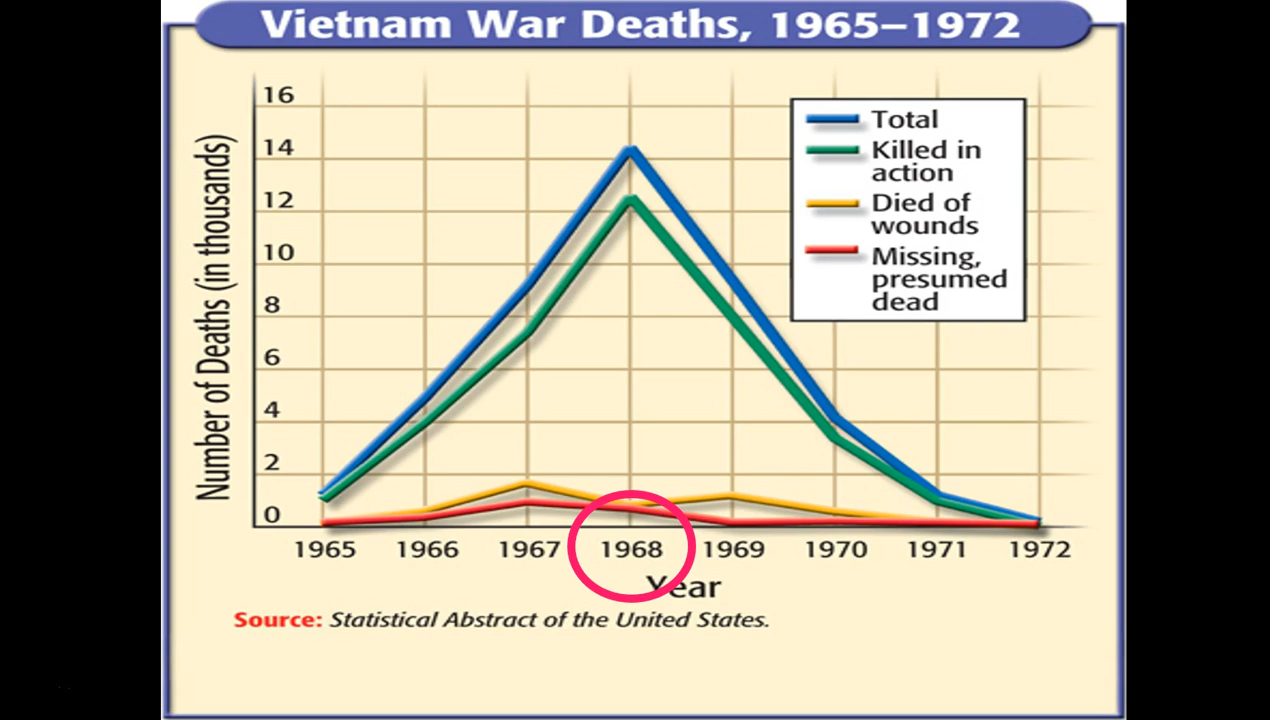 Vietnam War Deaths, 1965–1972
Number of Deaths (in thousands)
16
14
12
10
8
6
4
2
0
Total
Killed in
action
Died of
wounds
Missing,
presumed
dead
1965 1966 1967 1968 1969 1970 1971 1972
Year
Source: Statistical Abstract of the United States.